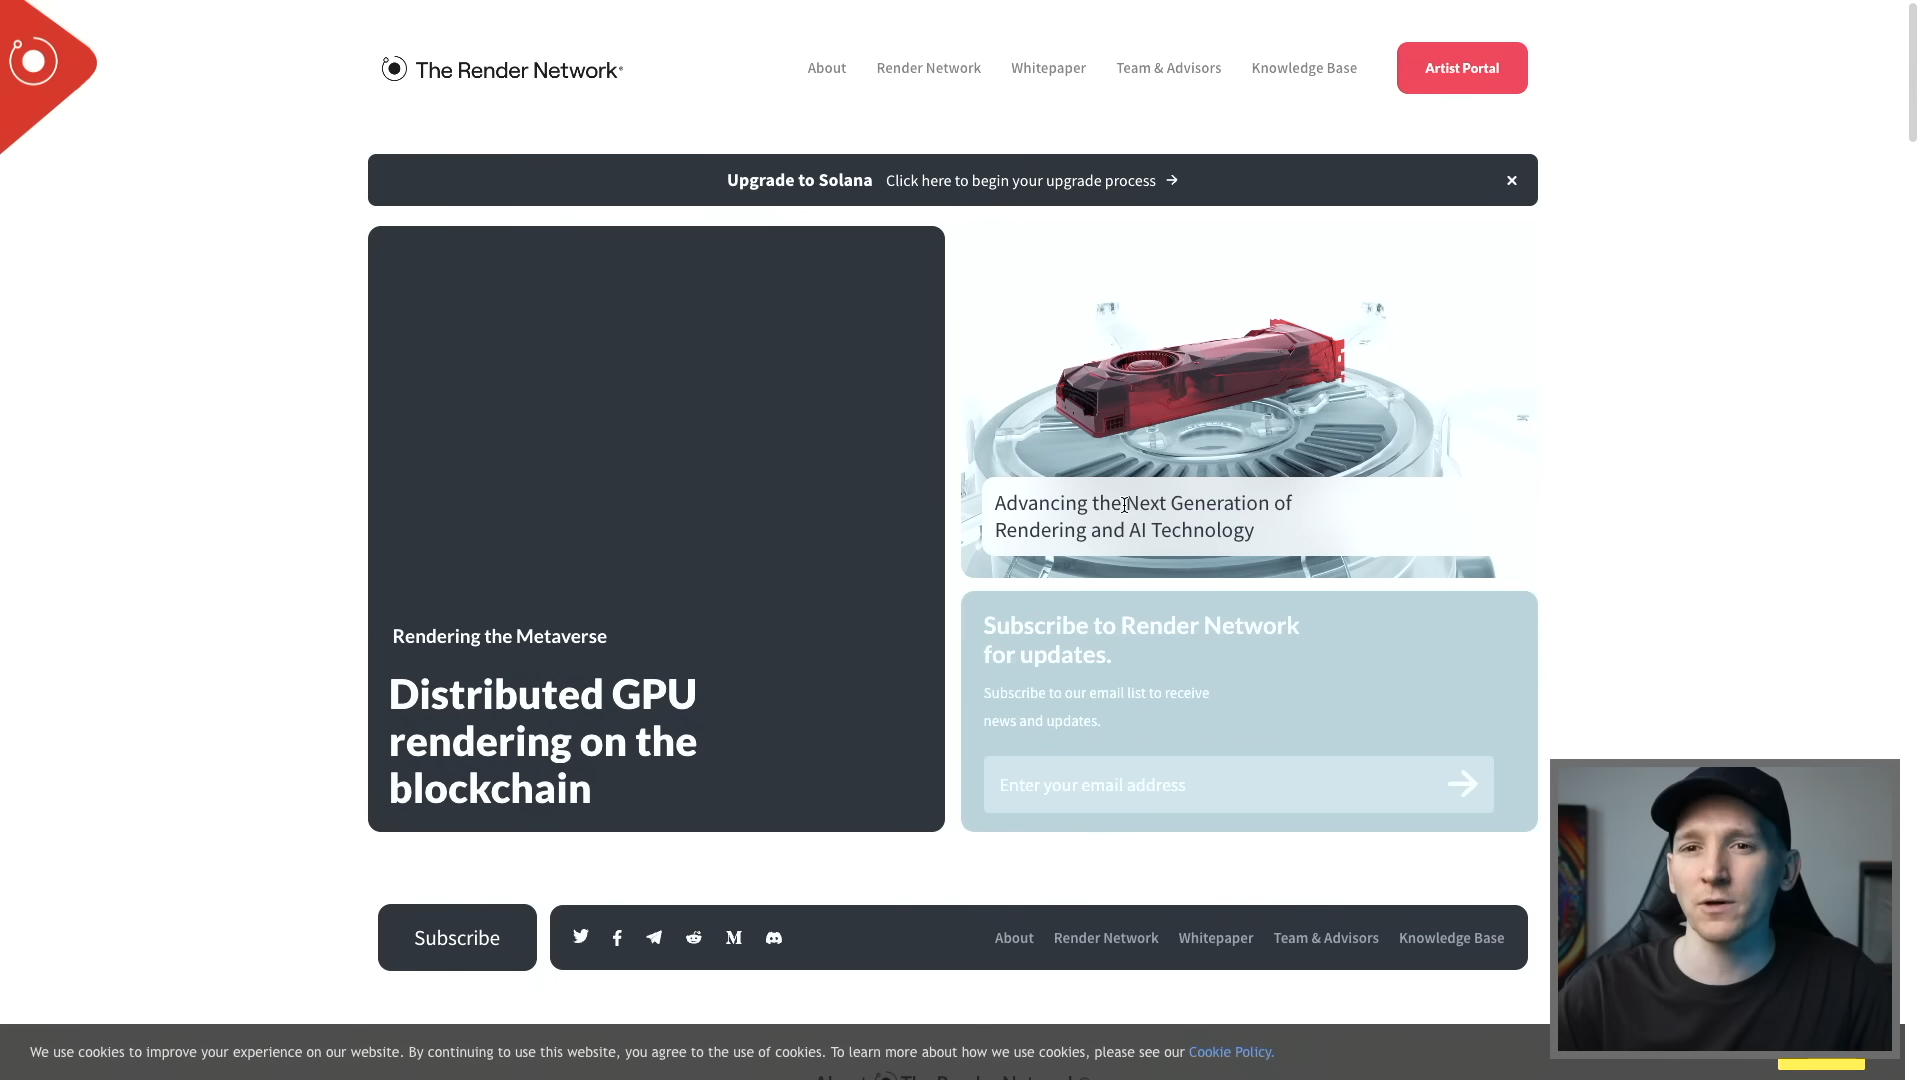 The Render Network
About
Render Network
Whitepaper
Team & Advisors
Knowledge Base
Artist Portal
Upgrade to Solana Click here to begin your upgrade process →
Advancing the Next Generation of
Rendering and AI Technology
Rendering the Metaverse
Distributed GPU
rendering on the
blockchain
Subscribe to Render Network
for updates.
Subscribe to our email list to receive
news and updates.
Enter your email address
Subscribe
About
Render Network
Whitepaper
Team & Advisors
Knowledge Base
We use cookies to improve your experience on our website. By continuing to use this website, you agree to the use of cookies. To learn more about how we use cookies, please see our Cookie Policy.